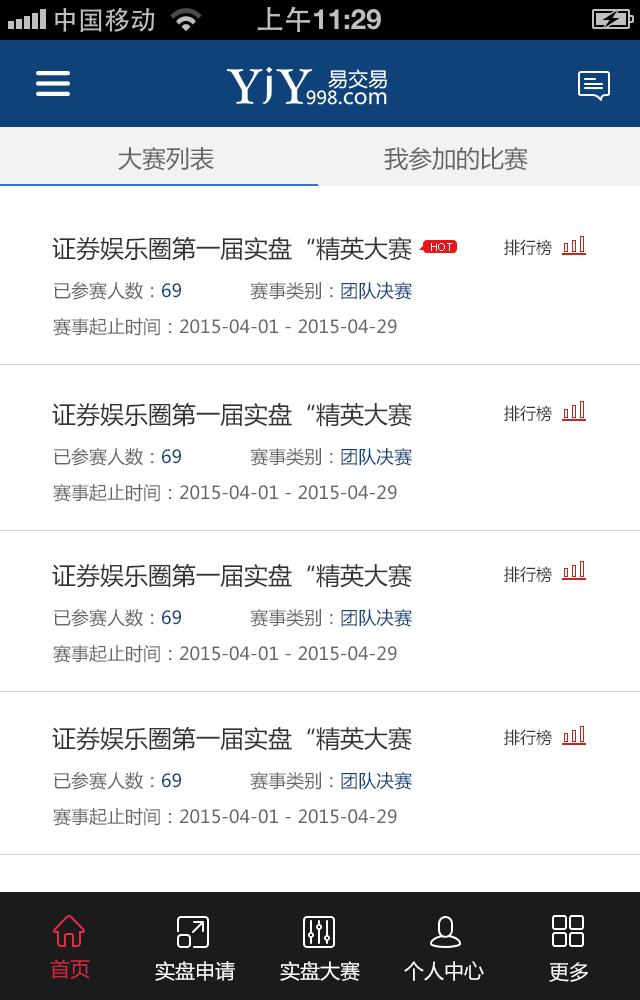 中国移动 上午11:29
YjY易交易998.com
大赛列表 我参加的比赛
证券娱乐圈第一届实盘“精英大赛 HOT 排行榜
已参赛人数：69 赛事类别：团队决赛
赛事起止时间：2015-04-01 - 2015-04-29
证券娱乐圈第一届实盘“精英大赛 排行榜
已参赛人数：69 赛事类别：团队决赛
赛事起止时间：2015-04-01 - 2015-04-29
证券娱乐圈第一届实盘“精英大赛 排行榜
已参赛人数：69 赛事类别：团队决赛
赛事起止时间：2015-04-01 - 2015-04-29
证券娱乐圈第一届实盘“精英大赛 排行榜
已参赛人数：69 赛事类别：团队决赛
赛事起止时间：2015-04-01 - 2015-04-29
首页 实盘申请 实盘大赛 个人中心 更多